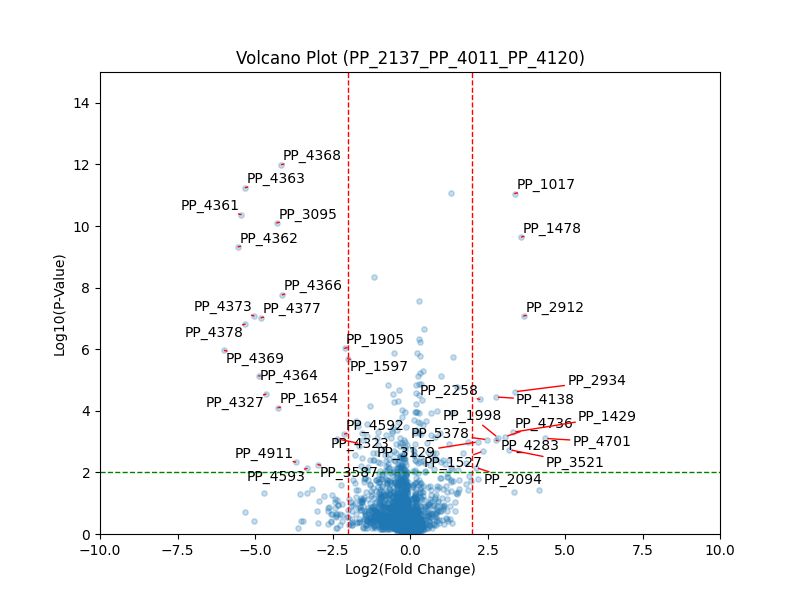 Volcano Plot (PP_2137_PP_4011_PP_4120)
14
12
10
8
6
4
2
0
Log10(P-Value)
PP_4368
PP_4363
PP_1017
PP_4361
PP_3095
PP_1478
PP_4362
PP_4366
PP_4373
PP_4377
PP_2912
PP_4378
PP_1905
PP_4369
PP_1597
PP_4364
PP_2934
PP_2258
PP_4327
PP_1654
PP_4138
PP_1998
PP_1429
PP_4592
PP_4736
PP_5378
PP_4323
PP_4283
PP_4701
PP_4911
PP_3129
PP_1527
PP_3521
PP_4593
PP_3587
PP_2094
−10.0
−7.5
−5.0
−2.5
0.0
2.5
5.0
7.5
10.0
Log2(Fold Change)